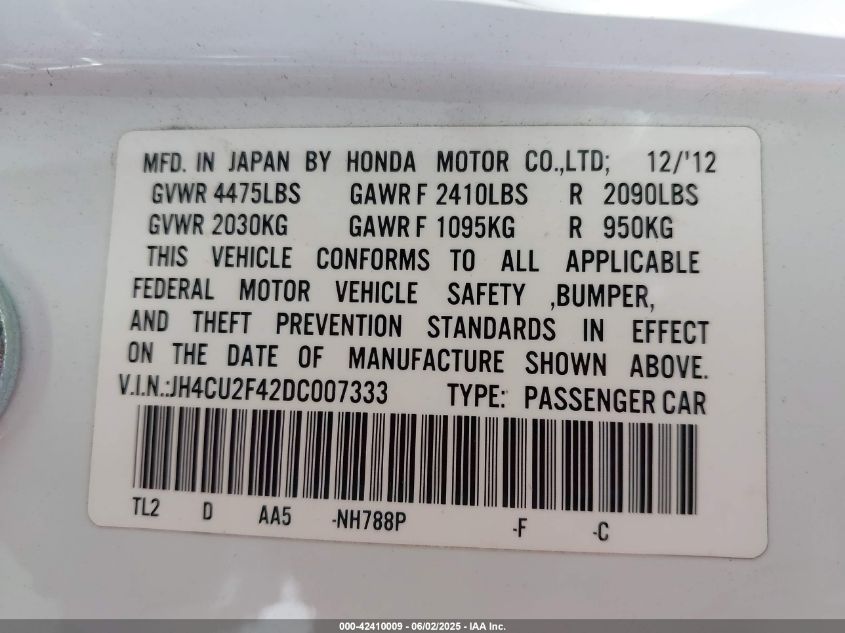 MFD. IN JAPAN BY HONDA MOTOR CO.,LTD; 12/'12
GVWR 4475LBS GAWR F 2410LBS R 2090LBS
GVWR 2030KG GAWR F 1095KG R 950KG
THIS VEHICLE CONFORMS TO ALL APPLICABLE
FEDERAL MOTOR VEHICLE SAFETY ,BUMPER,
AND THEFT PREVENTION STANDARDS IN EFFECT
ON THE DATE OF MANUFACTURE SHOWN ABOVE.
V.I.N.:JH4CU2F42DC007333 TYPE: PASSENGER CAR
TL2 D AA5 -NH788P -F -C
000-42410009 - 06/02/2025 - IAA Inc.